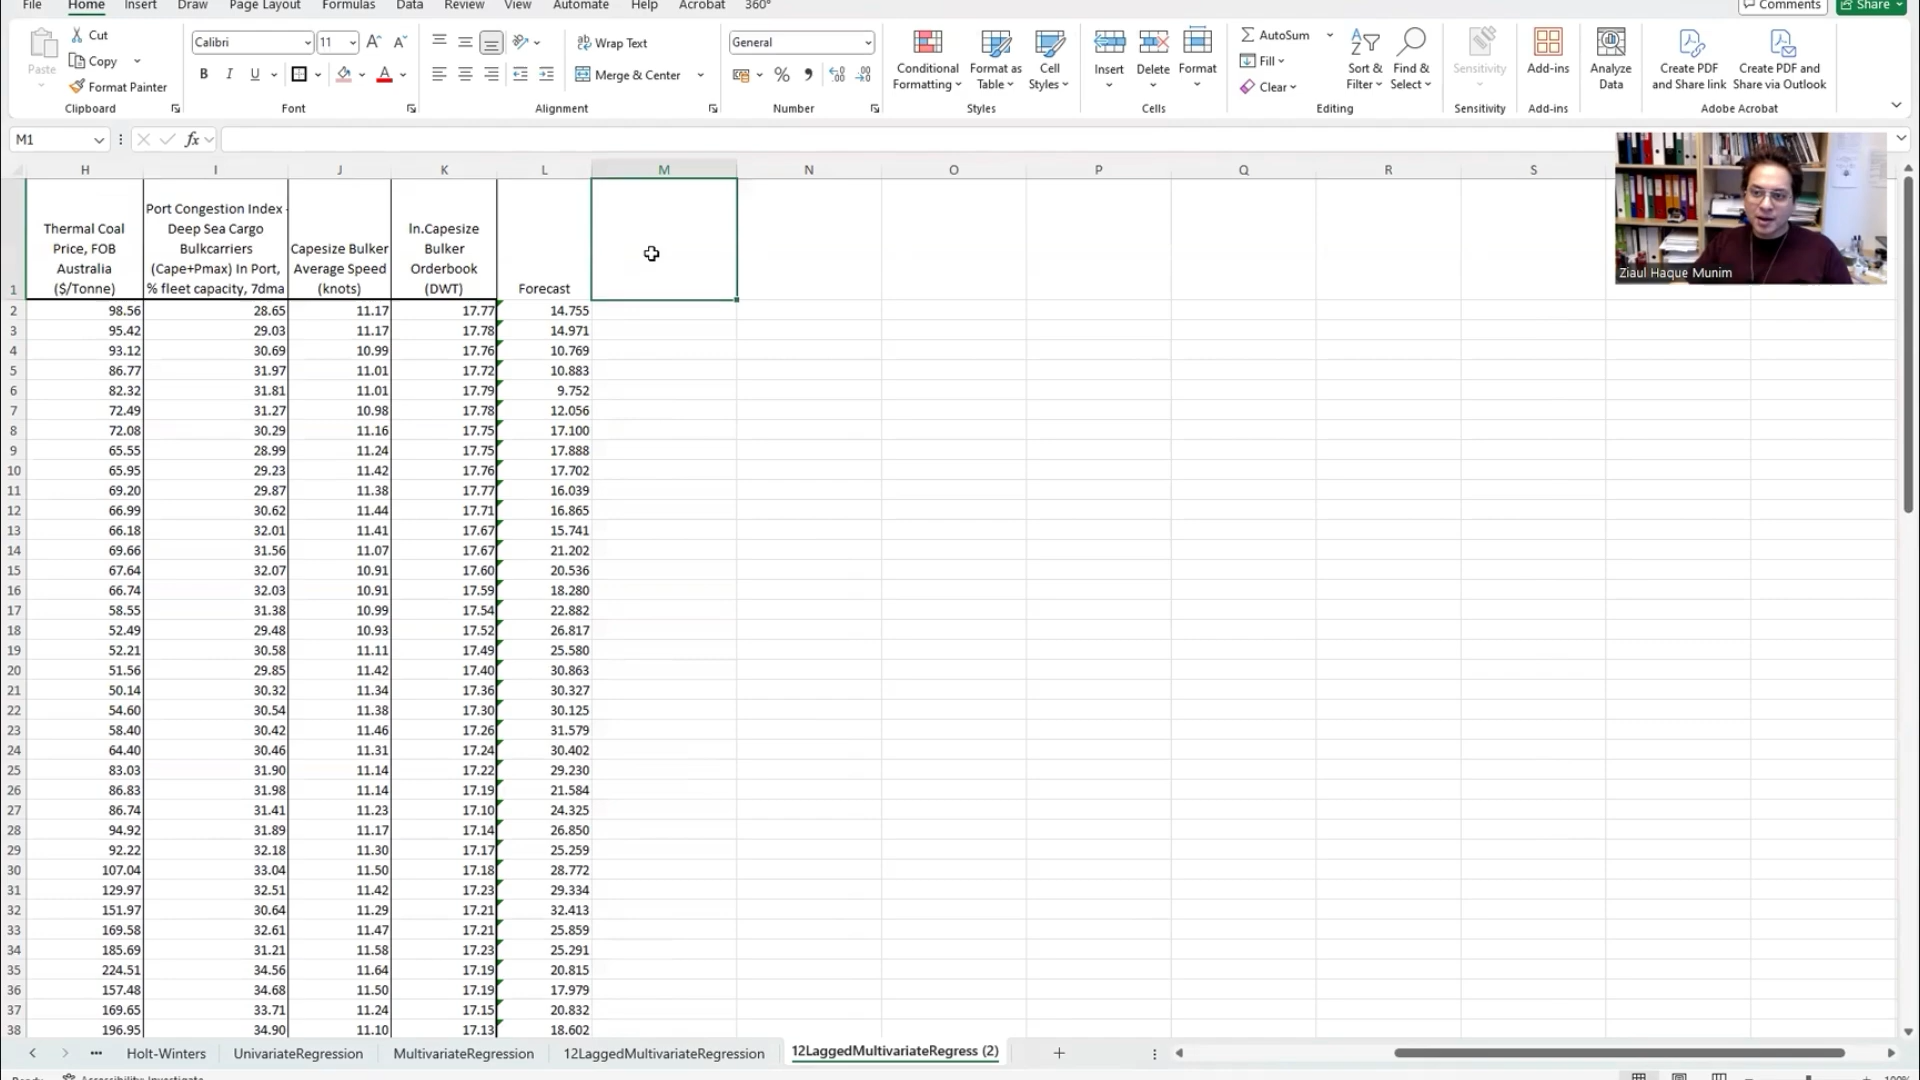 File Home Insert Draw Page Layout Formulas Data Review View Automate Help Acrobat 360° Comments Share
Paste Cut Copy Format Painter Clipboard
Calibri 11 B I U A Font
Wrap Text Merge & Center Alignment
General % Number
Conditional Formatting Format as Table Cell Styles Styles
Insert Delete Format Cells
AutoSum Fill Clear Sort & Filter Find & Select Editing
Sensitivity Sensitivity
Add-ins Add-ins
Analyze Data
Create PDF and Share link Create PDF and Share via Outlook Adobe Acrobat
M1 fx
H I J K L M N O P Q R S
1 Thermal Coal Price, FOB Australia ($/Tonne) Port Congestion Index - Deep Sea Cargo Bulkcarriers (Cape+Pmax) In Port, % fleet capacity, 7dma Capesize Bulker Average Speed (knots) ln.Capesize Bulker Orderbook (DWT) Forecast
2 98.56 28.65 11.17 17.77 14.755
3 95.42 29.03 11.17 17.78 14.971
4 93.12 30.69 10.99 17.76 10.769
5 86.77 31.97 11.01 17.72 10.883
6 82.32 31.81 11.01 17.79 9.752
7 72.49 31.27 10.98 17.78 12.056
8 72.08 30.29 11.16 17.75 17.100
9 65.55 28.99 11.24 17.75 17.888
10 65.95 29.23 11.42 17.76 17.702
11 69.20 29.87 11.38 17.77 16.039
12 66.99 30.62 11.44 17.71 16.865
13 66.18 32.01 11.41 17.67 15.741
14 69.66 31.56 11.07 17.67 21.202
15 67.64 32.07 10.91 17.60 20.536
16 66.74 32.03 10.91 17.59 18.280
17 58.55 31.38 10.99 17.54 22.882
18 52.49 29.48 10.93 17.52 26.817
19 52.21 30.58 11.11 17.49 25.580
20 51.56 29.85 11.42 17.40 30.863
21 50.14 30.32 11.34 17.36 30.327
22 54.60 30.54 11.38 17.30 30.125
23 58.40 30.42 11.46 17.26 31.579
24 64.40 30.46 11.31 17.24 30.402
25 83.03 31.90 11.14 17.22 29.230
26 86.83 31.98 11.14 17.19 21.584
27 86.74 31.41 11.23 17.10 24.325
28 94.92 31.89 11.17 17.14 26.850
29 92.22 32.18 11.30 17.17 25.259
30 107.04 33.04 11.50 17.18 28.772
31 129.97 32.51 11.42 17.23 29.334
32 151.97 30.64 11.29 17.21 32.413
33 169.58 32.61 11.47 17.21 25.859
34 185.69 31.21 11.58 17.23 25.291
35 224.51 34.56 11.64 17.19 20.815
36 157.48 34.68 11.50 17.19 17.979
37 169.65 33.71 11.24 17.15 20.832
38 196.95 34.90 11.10 17.13 18.602
Ziaul Haque Munim
Holt-Winters UnivariateRegression MultivariateRegression 12LaggedMultivariateRegression 12LaggedMultivariateRegress (2)